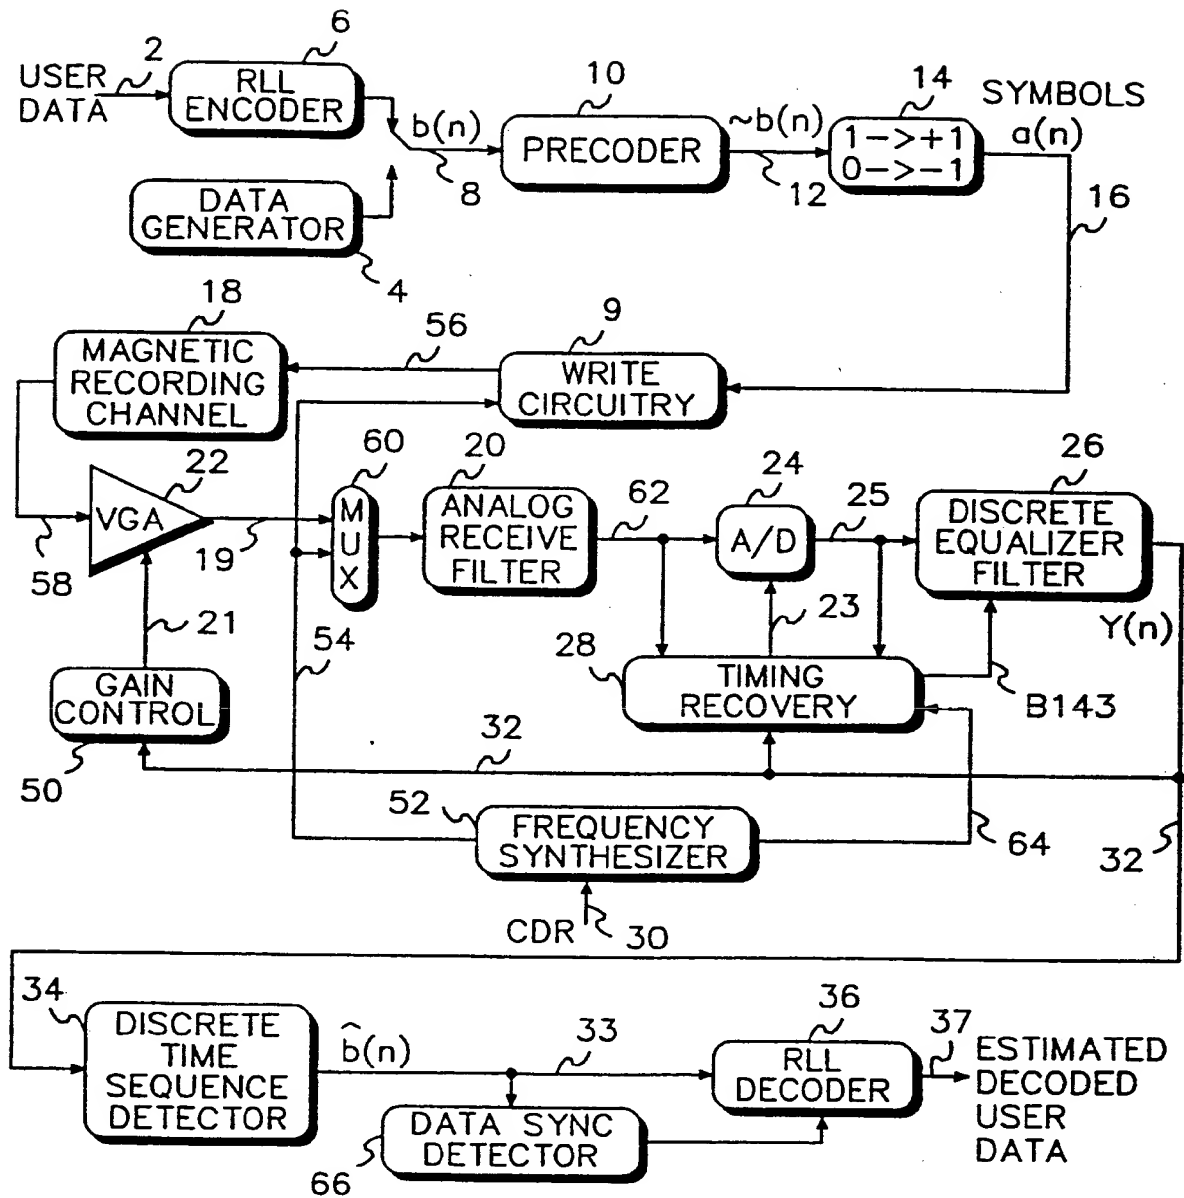 USER
DATA
2
6
RLL
ENCODER
b(n)
8
10
PRECODER
~b(n)
12
14
1->+1
0->-1
SYMBOLS
a(n)
16
DATA
GENERATOR
4
18
MAGNETIC
RECORDING
CHANNEL
56
9
WRITE
CIRCUITRY
58
VGA
22
19
60
MUX
20
ANALOG
RECEIVE
FILTER
62
24
A/D
25
26
DISCRETE
EQUALIZER
FILTER
Y(n)
21
54
23
28
TIMING
RECOVERY
B143
GAIN
CONTROL
50
32
52
FREQUENCY
SYNTHESIZER
64
32
CDR
30
34
DISCRETE
TIME
SEQUENCE
DETECTOR
b̂(n)
33
36
RLL
DECODER
37
ESTIMATED
DECODED
USER
DATA
DATA SYNC
DETECTOR
66